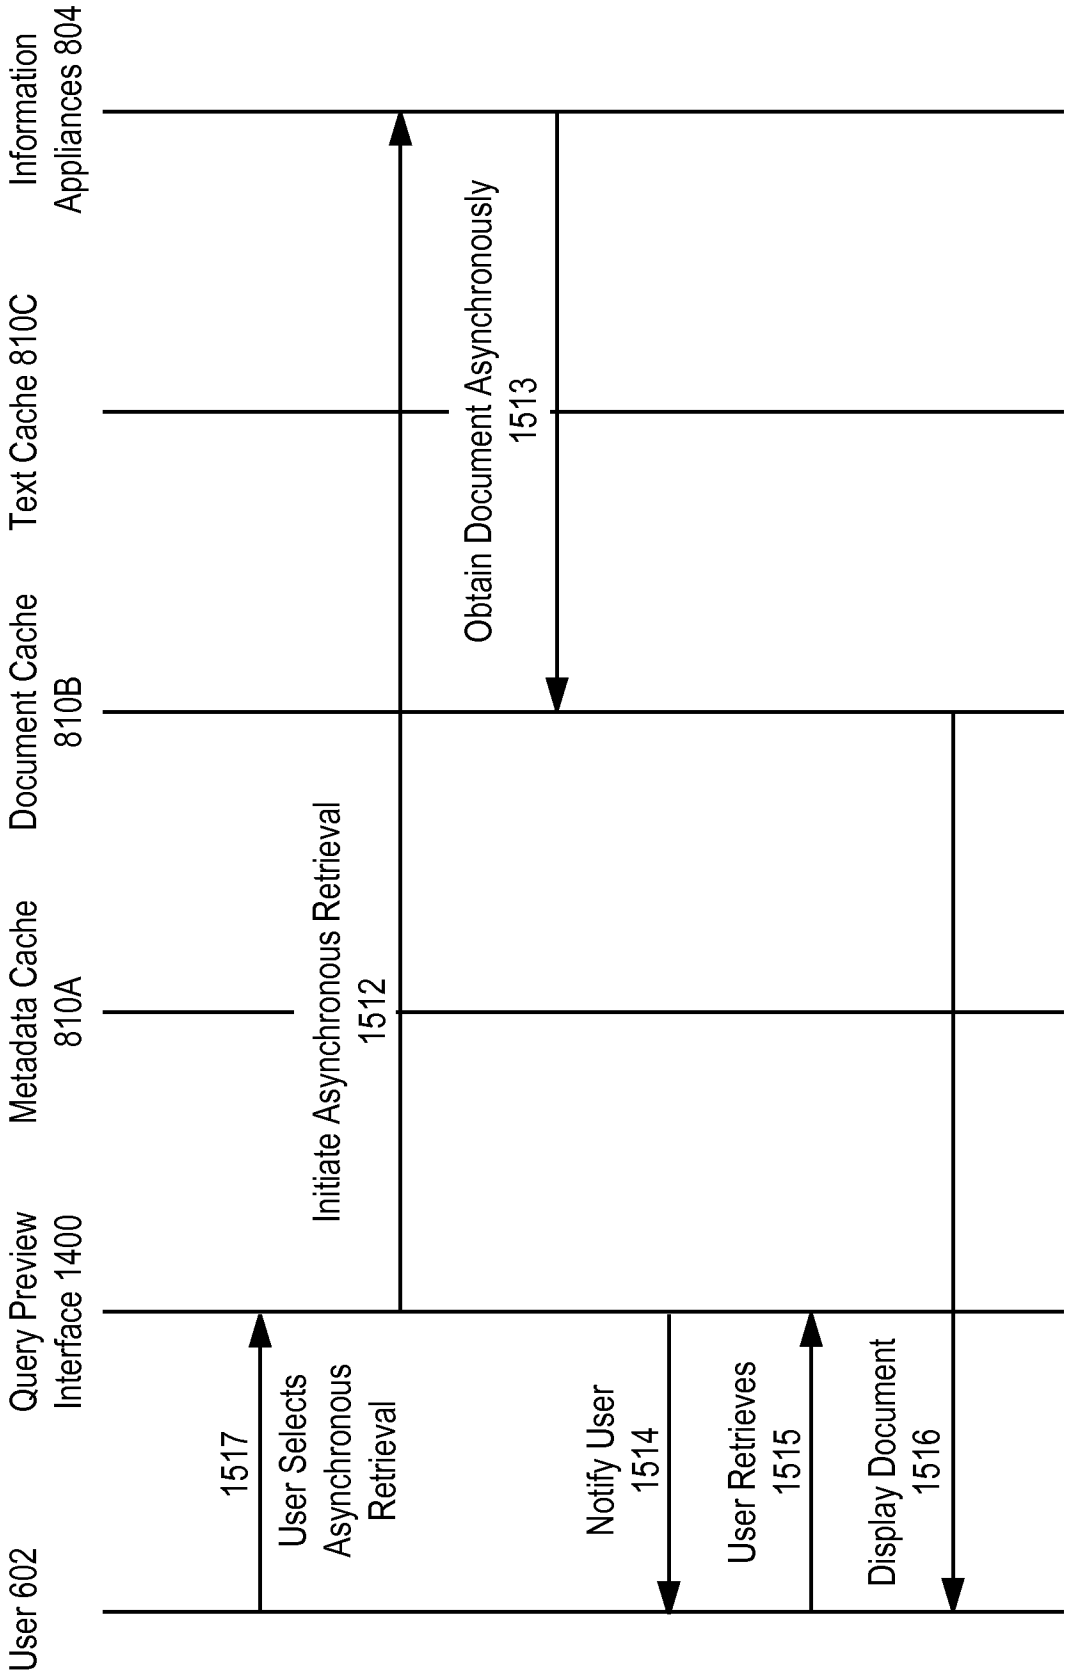 User 602
Query Preview
Interface 1400
Metadata Cache
810A
Document Cache
810B
Text Cache 810C
Information
Appliances 804
1517
User Selects
Asynchronous
Retrieval
Initiate Asynchronous Retrieval
1512
Obtain Document Asynchronously
1513
Notify User
1514
User Retrieves
1515
Display Document
1516